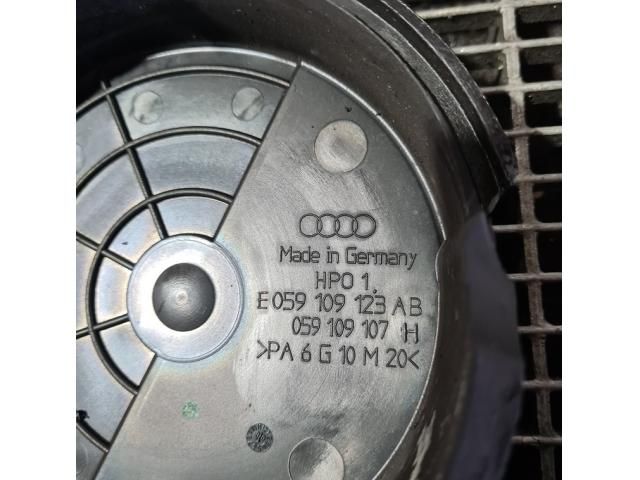 Made in Germany
HPO 1.
E 059 109 123 AB
059 109 107 H
>PA 6 G 10 M 20<